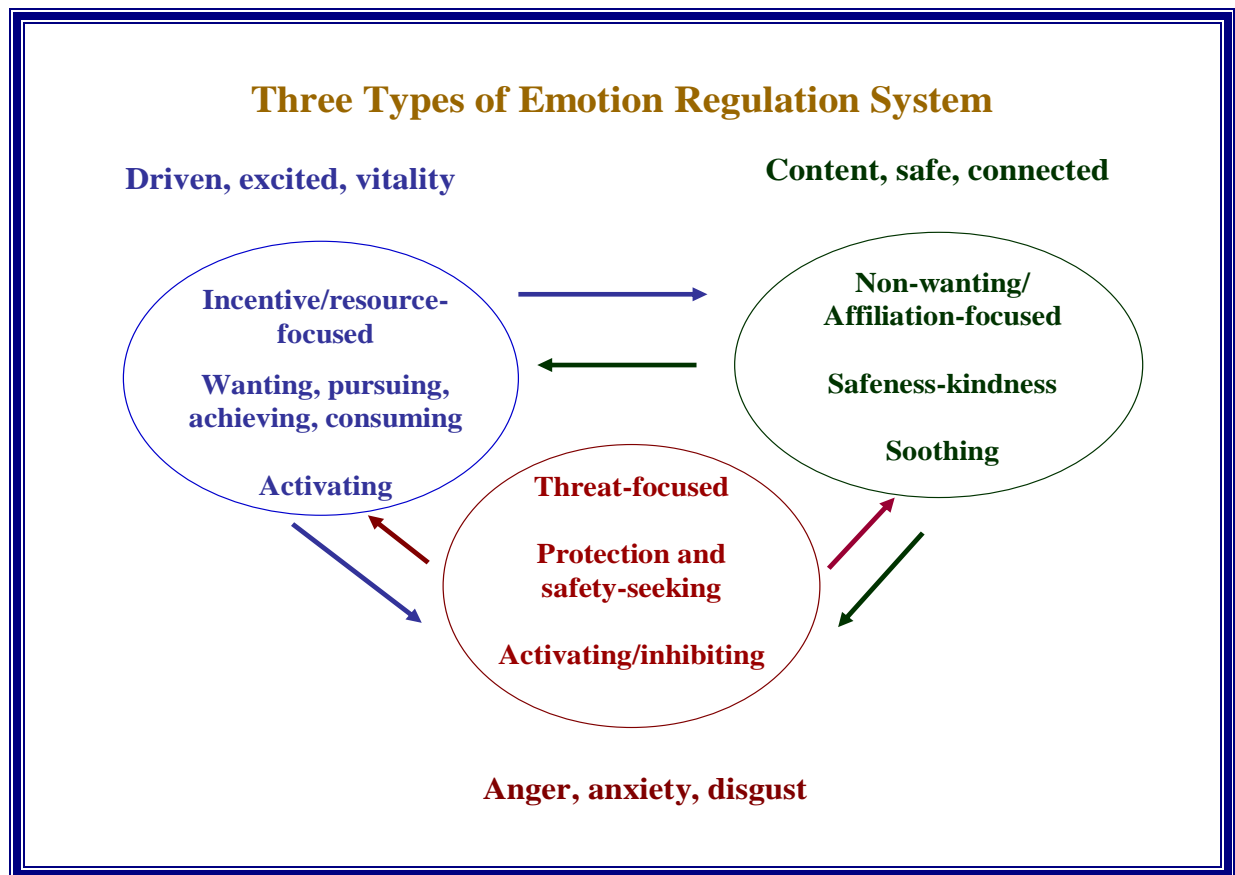 Three Types of Emotion Regulation System
Driven, excited, vitality
Content, safe, connected
Incentive/resource-
focused
Wanting, pursuing,
achieving, consuming
Activating
Non-wanting/
Affiliation-focused
Safeness-kindness
Soothing
Threat-focused
Protection and
safety-seeking
Activating/inhibiting
Anger, anxiety, disgust